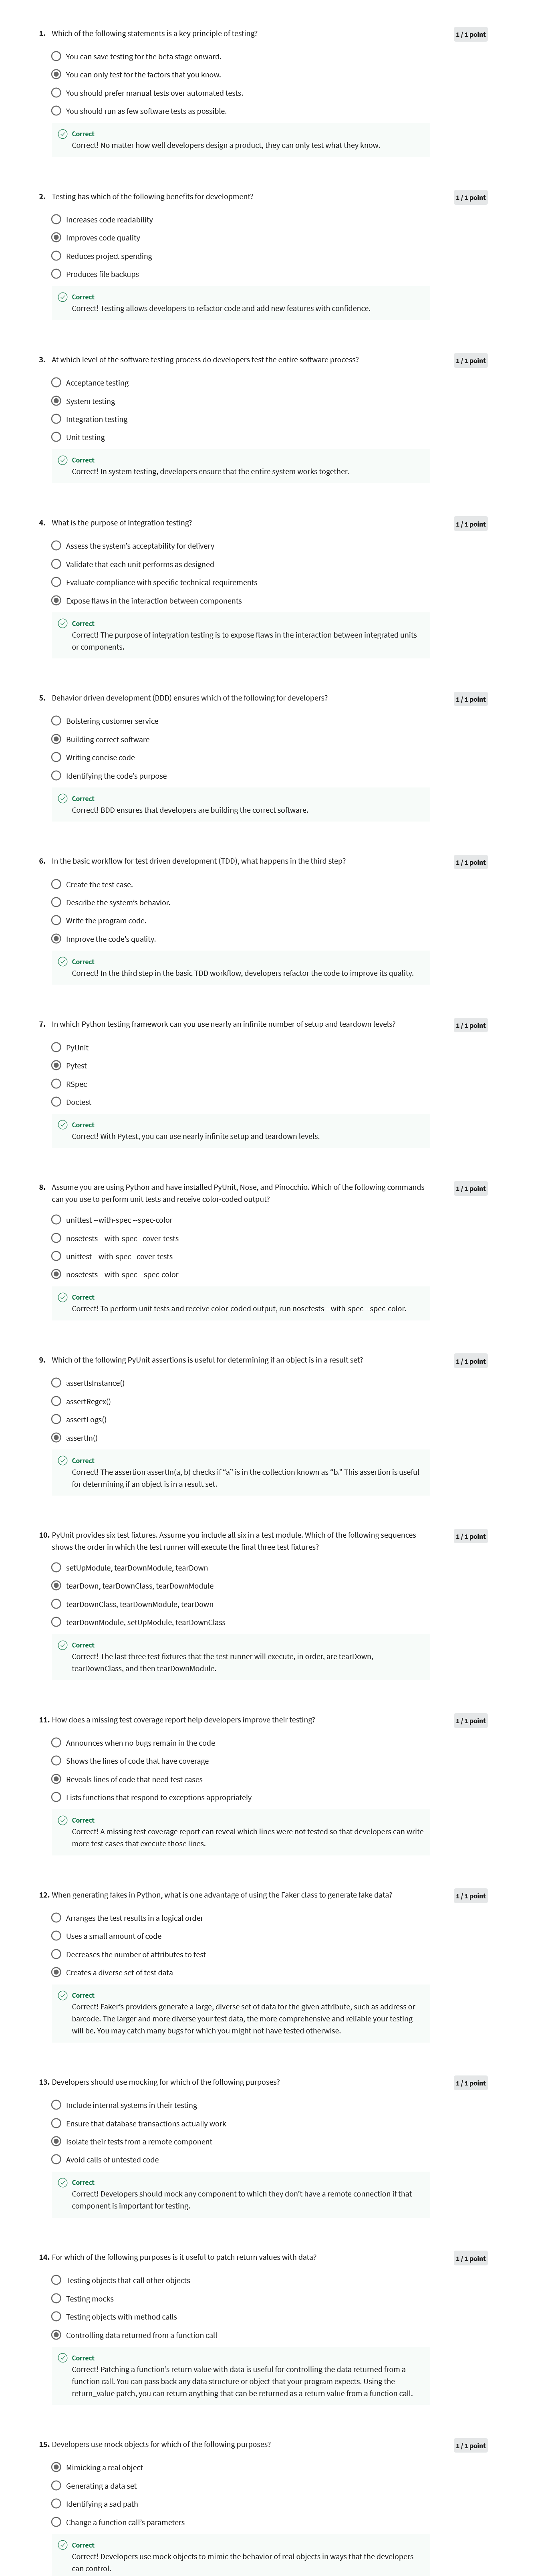 1. Which of the following statements is a key principle of testing?
1 / 1 point
You can save testing for the beta stage onward.
You can only test for the factors that you know.
You should prefer manual tests over automated tests.
You should run as few software tests as possible.
Correct
Correct! No matter how well developers design a product, they can only test what they know.
2. Testing has which of the following benefits for development?
1 / 1 point
Increases code readability
Improves code quality
Reduces project spending
Produces file backups
Correct
Correct! Testing allows developers to refactor code and add new features with confidence.
3. At which level of the software testing process do developers test the entire software process?
1 / 1 point
Acceptance testing
System testing
Integration testing
Unit testing
Correct
Correct! In system testing, developers ensure that the entire system works together.
4. What is the purpose of integration testing?
1 / 1 point
Assess the system's acceptability for delivery
Validate that each unit performs as designed
Evaluate compliance with specific technical requirements
Expose flaws in the interaction between components
Correct
Correct! The purpose of integration testing is to expose flaws in the interaction between integrated units
or components.
5. Behavior driven development (BDD) ensures which of the following for developers?
1 / 1 point
Bolstering customer service
Building correct software
Writing concise code
Identifying the code's purpose
Correct
Correct! BDD ensures that developers are building the correct software.
6. In the basic workflow for test driven development (TDD), what happens in the third step?
1 / 1 point
Create the test case.
Describe the system's behavior.
Write the program code.
Improve the code's quality.
Correct
Correct! In the third step in the basic TDD workflow, developers refactor the code to improve its quality.
7. In which Python testing framework can you use nearly an infinite number of setup and teardown levels?
1 / 1 point
PyUnit
Pytest
RSpec
Doctest
Correct
Correct! With Pytest, you can use nearly infinite setup and teardown levels.
8. Assume you are using Python and have installed PyUnit, Nose, and Pinocchio. Which of the following commands
can you use to perform unit tests and receive color-coded output?
1 / 1 point
unittest --with-spec --spec-color
nosetests --with-spec –cover-tests
unittest --with-spec –cover-tests
nosetests --with-spec --spec-color
Correct
Correct! To perform unit tests and receive color-coded output, run nosetests --with-spec --spec-color.
9. Which of the following PyUnit assertions is useful for determining if an object is in a result set?
1 / 1 point
assertIsInstance()
assertRegex()
assertLogs()
assertIn()
Correct
Correct! The assertion assertIn(a, b) checks if “a” is in the collection known as “b.” This assertion is useful
for determining if an object is in a result set.
10. PyUnit provides six test fixtures. Assume you include all six in a test module. Which of the following sequences
shows the order in which the test runner will execute the final three test fixtures?
1 / 1 point
setUpModule, tearDownModule, tearDown
tearDown, tearDownClass, tearDownModule
tearDownClass, tearDownModule, tearDown
tearDownModule, setUpModule, tearDownClass
Correct
Correct! The last three test fixtures that the test runner will execute, in order, are tearDown,
tearDownClass, and then tearDownModule.
11. How does a missing test coverage report help developers improve their testing?
1 / 1 point
Announces when no bugs remain in the code
Shows the lines of code that have coverage
Reveals lines of code that need test cases
Lists functions that respond to exceptions appropriately
Correct
Correct! A missing test coverage report can reveal which lines were not tested so that developers can write
more test cases that execute those lines.
12. When generating fakes in Python, what is one advantage of using the Faker class to generate fake data?
1 / 1 point
Arranges the test results in a logical order
Uses a small amount of code
Decreases the number of attributes to test
Creates a diverse set of test data
Correct
Correct! Faker's providers generate a large, diverse set of data for the given attribute, such as address or
barcode. The larger and more diverse your test data, the more comprehensive and reliable your testing
will be. You may catch many bugs for which you might not have tested otherwise.
13. Developers should use mocking for which of the following purposes?
1 / 1 point
Include internal systems in their testing
Ensure that database transactions actually work
Isolate their tests from a remote component
Avoid calls of untested code
Correct
Correct! Developers should mock any component to which they don't have a remote connection if that
component is important for testing.
14. For which of the following purposes is it useful to patch return values with data?
1 / 1 point
Testing objects that call other objects
Testing mocks
Testing objects with method calls
Controlling data returned from a function call
Correct
Correct! Patching a function's return value with data is useful for controlling the data returned from a
function call. You can pass back any data structure or object that your program expects. Using the
return_value patch, you can return anything that can be returned as a return value from a function call.
15. Developers use mock objects for which of the following purposes?
1 / 1 point
Mimicking a real object
Generating a data set
Identifying a sad path
Change a function call's parameters
Correct
Correct! Developers use mock objects to mimic the behavior of real objects in ways that the developers
can control.